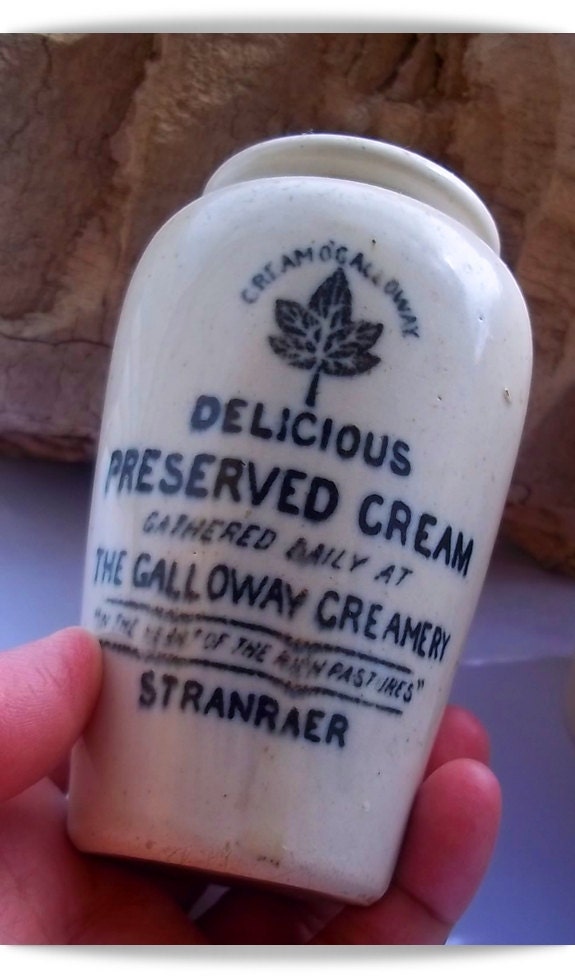 CREAM O'GALLOWAY
DELICIOUS
PRESERVED CREAM
GATHERED DAILY AT
THE GALLOWAY CREAMERY
"IN THE HEART" OF THE RICH PASTURES"
STRANRAER